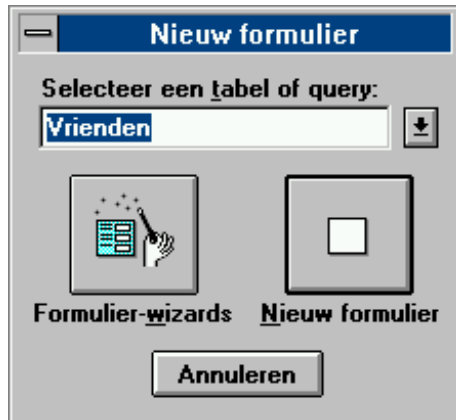 Nieuw formulier
Selecteer een tabel of query:
Vrienden
Formulier-wizards
Nieuw formulier
Annuleren